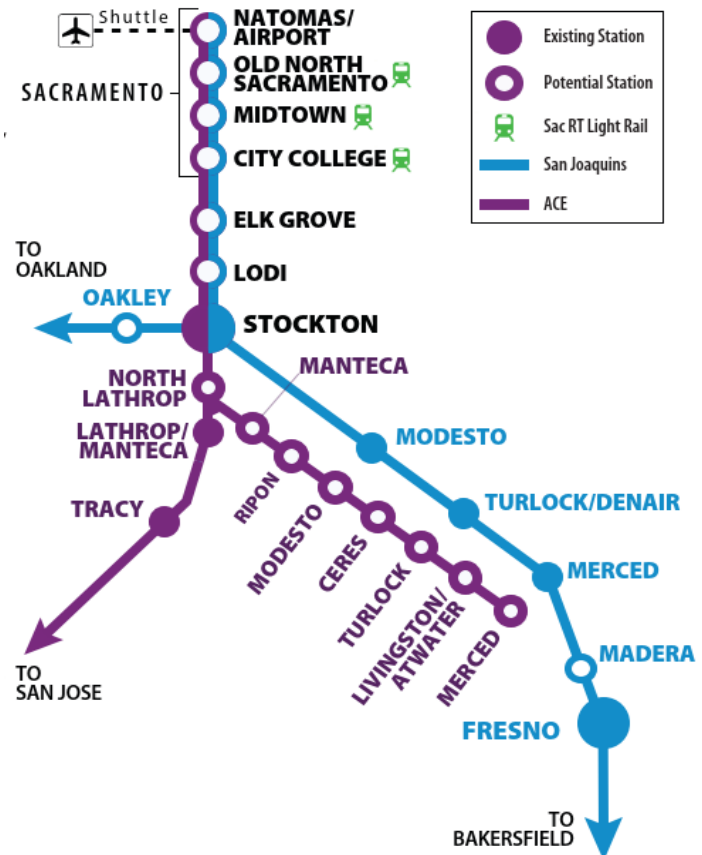 Shuttle
NATOMAS/
AIRPORT
OLD NORTH
SACRAMENTO
SACRAMENTO
MIDTOWN
CITY COLLEGE
ELK GROVE
LODI
TO
OAKLAND
OAKLEY
STOCKTON
NORTH
LATHROP
MANTECA
LATHROP/
MANTECA
MODESTO
TRACY
RIPON
MODESTO
CERES
TURLOCK
LIVINGSTON/
ATWATER
MERCED
TURLOCK/DENAIR
MERCED
MADERA
FRESNO
TO
SAN JOSE
TO
BAKERSFIELD
Existing Station
Potential Station
Sac RT Light Rail
San Joaquins
ACE